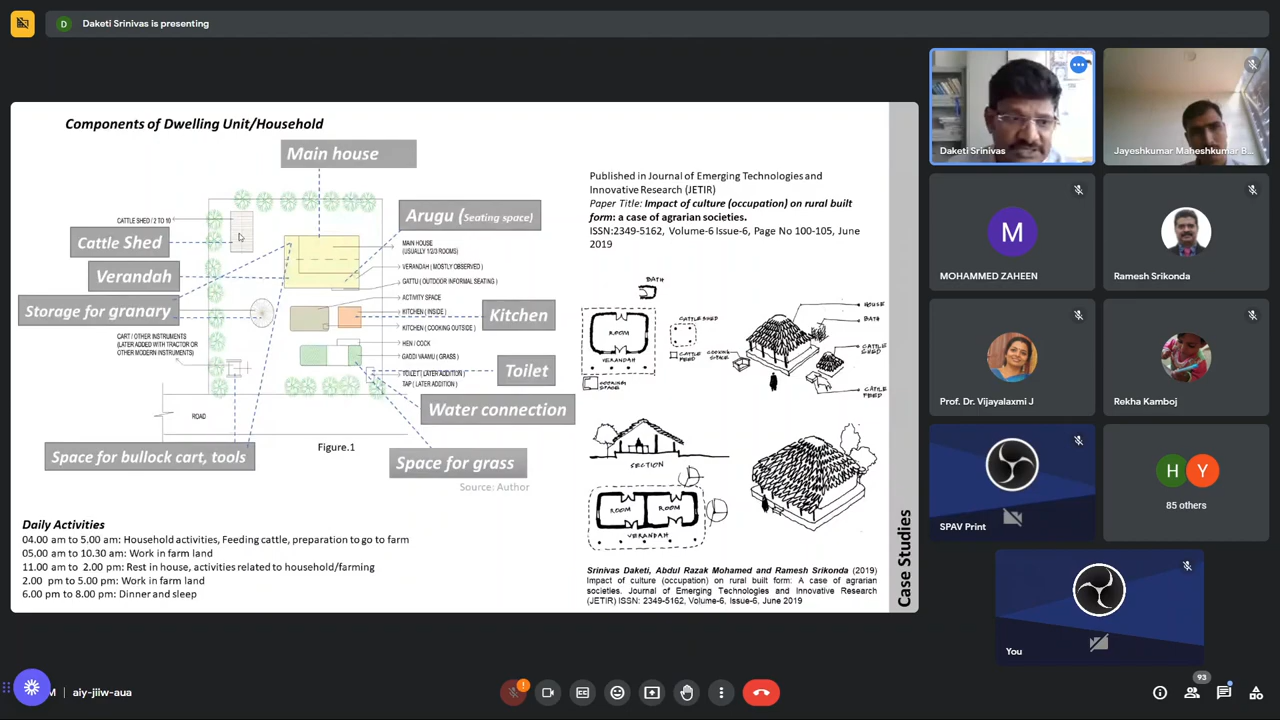 Daketi Srinivas is presenting
D
Components of Dwelling Unit/Household
Main house
Arugu (Seating space)
Cattle Shed
Verandah
Storage for granary
Kitchen
Toilet
Water connection
Space for bullock cart, tools
Space for grass
CATTLE SHED / 2 TO 10
CART / OTHER INSTRUMENTS
(LATER ADDED WITH TRACTOR OR
OTHER MODERN INSTRUMENTS)
MAIN HOUSE
(USUALLY 1/2/3 ROOMS)
VERANDAH ( MOSTLY OBSERVED )
GATTU ( OUTDOOR INFORMAL SEATING )
ACTIVITY SPACE
KITCHEN ( INSIDE )
KITCHEN ( COOKING OUTSIDE )
HEN / COCK
GADDI VAAMU ( GRASS )
TOILET ( LATER ADDITION )
TAP ( LATER ADDITION )
ROAD
Figure.1
Source: Author
Daily Activities
04.00 am to 5.00 am: Household activities, Feeding cattle, preparation to go to farm
05.00 am to 10.30 am: Work in farm land
11.00 am to 2.00 pm: Rest in house, activities related to household/farming
2.00 pm to 5.00 pm: Work in farm land
6.00 pm to 8.00 pm: Dinner and sleep
Published in Journal of Emerging Technologies and
Innovative Research (JETIR)
Paper Title: Impact of culture (occupation) on rural built
form: a case of agrarian societies.
ISSN:2349-5162, Volume-6 Issue-6, Page No 100-105, June
2019
BATH
ROOM
VERANDAH
COOKING
SPACE
CATTLE SHED
CATTLE
FEED
COOKING
SPACE
HOUSE
BATH
CATTLE
SHED
CATTLE
FEED
SECTION
ROOM
ROOM
VERANDAH
Srinivas Daketi, Abdul Razak Mohamed and Ramesh Srikonda (2019)
Impact of culture (occupation) on rural built form: A case of agrarian
societies. Journal of Emerging Technologies and Innovative Research
(JETIR) ISSN: 2349-5162, Volume-6, Issue-6, June 2019
Case Studies
Daketi Srinivas
Jayeshkumar Maheshkumar B...
M
MOHAMMED ZAHEEN
Ramesh Srikonda
Prof. Dr. Vijayalaxmi J
Rekha Kamboj
SPAV Print
H
Y
85 others
You
M
aiy-jiiw-aua
93